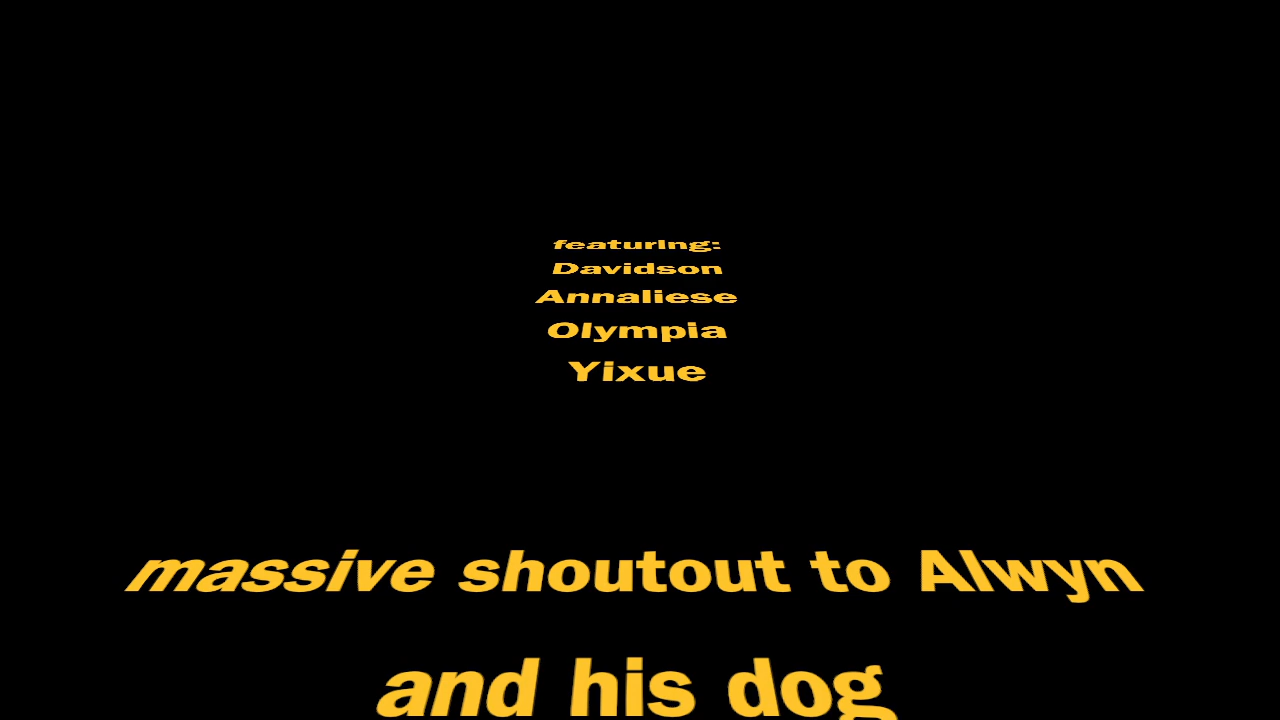 featuring:
Davidson
Annaliese
Olympia
Yixue
massive shoutout to Alwyn
and his dog